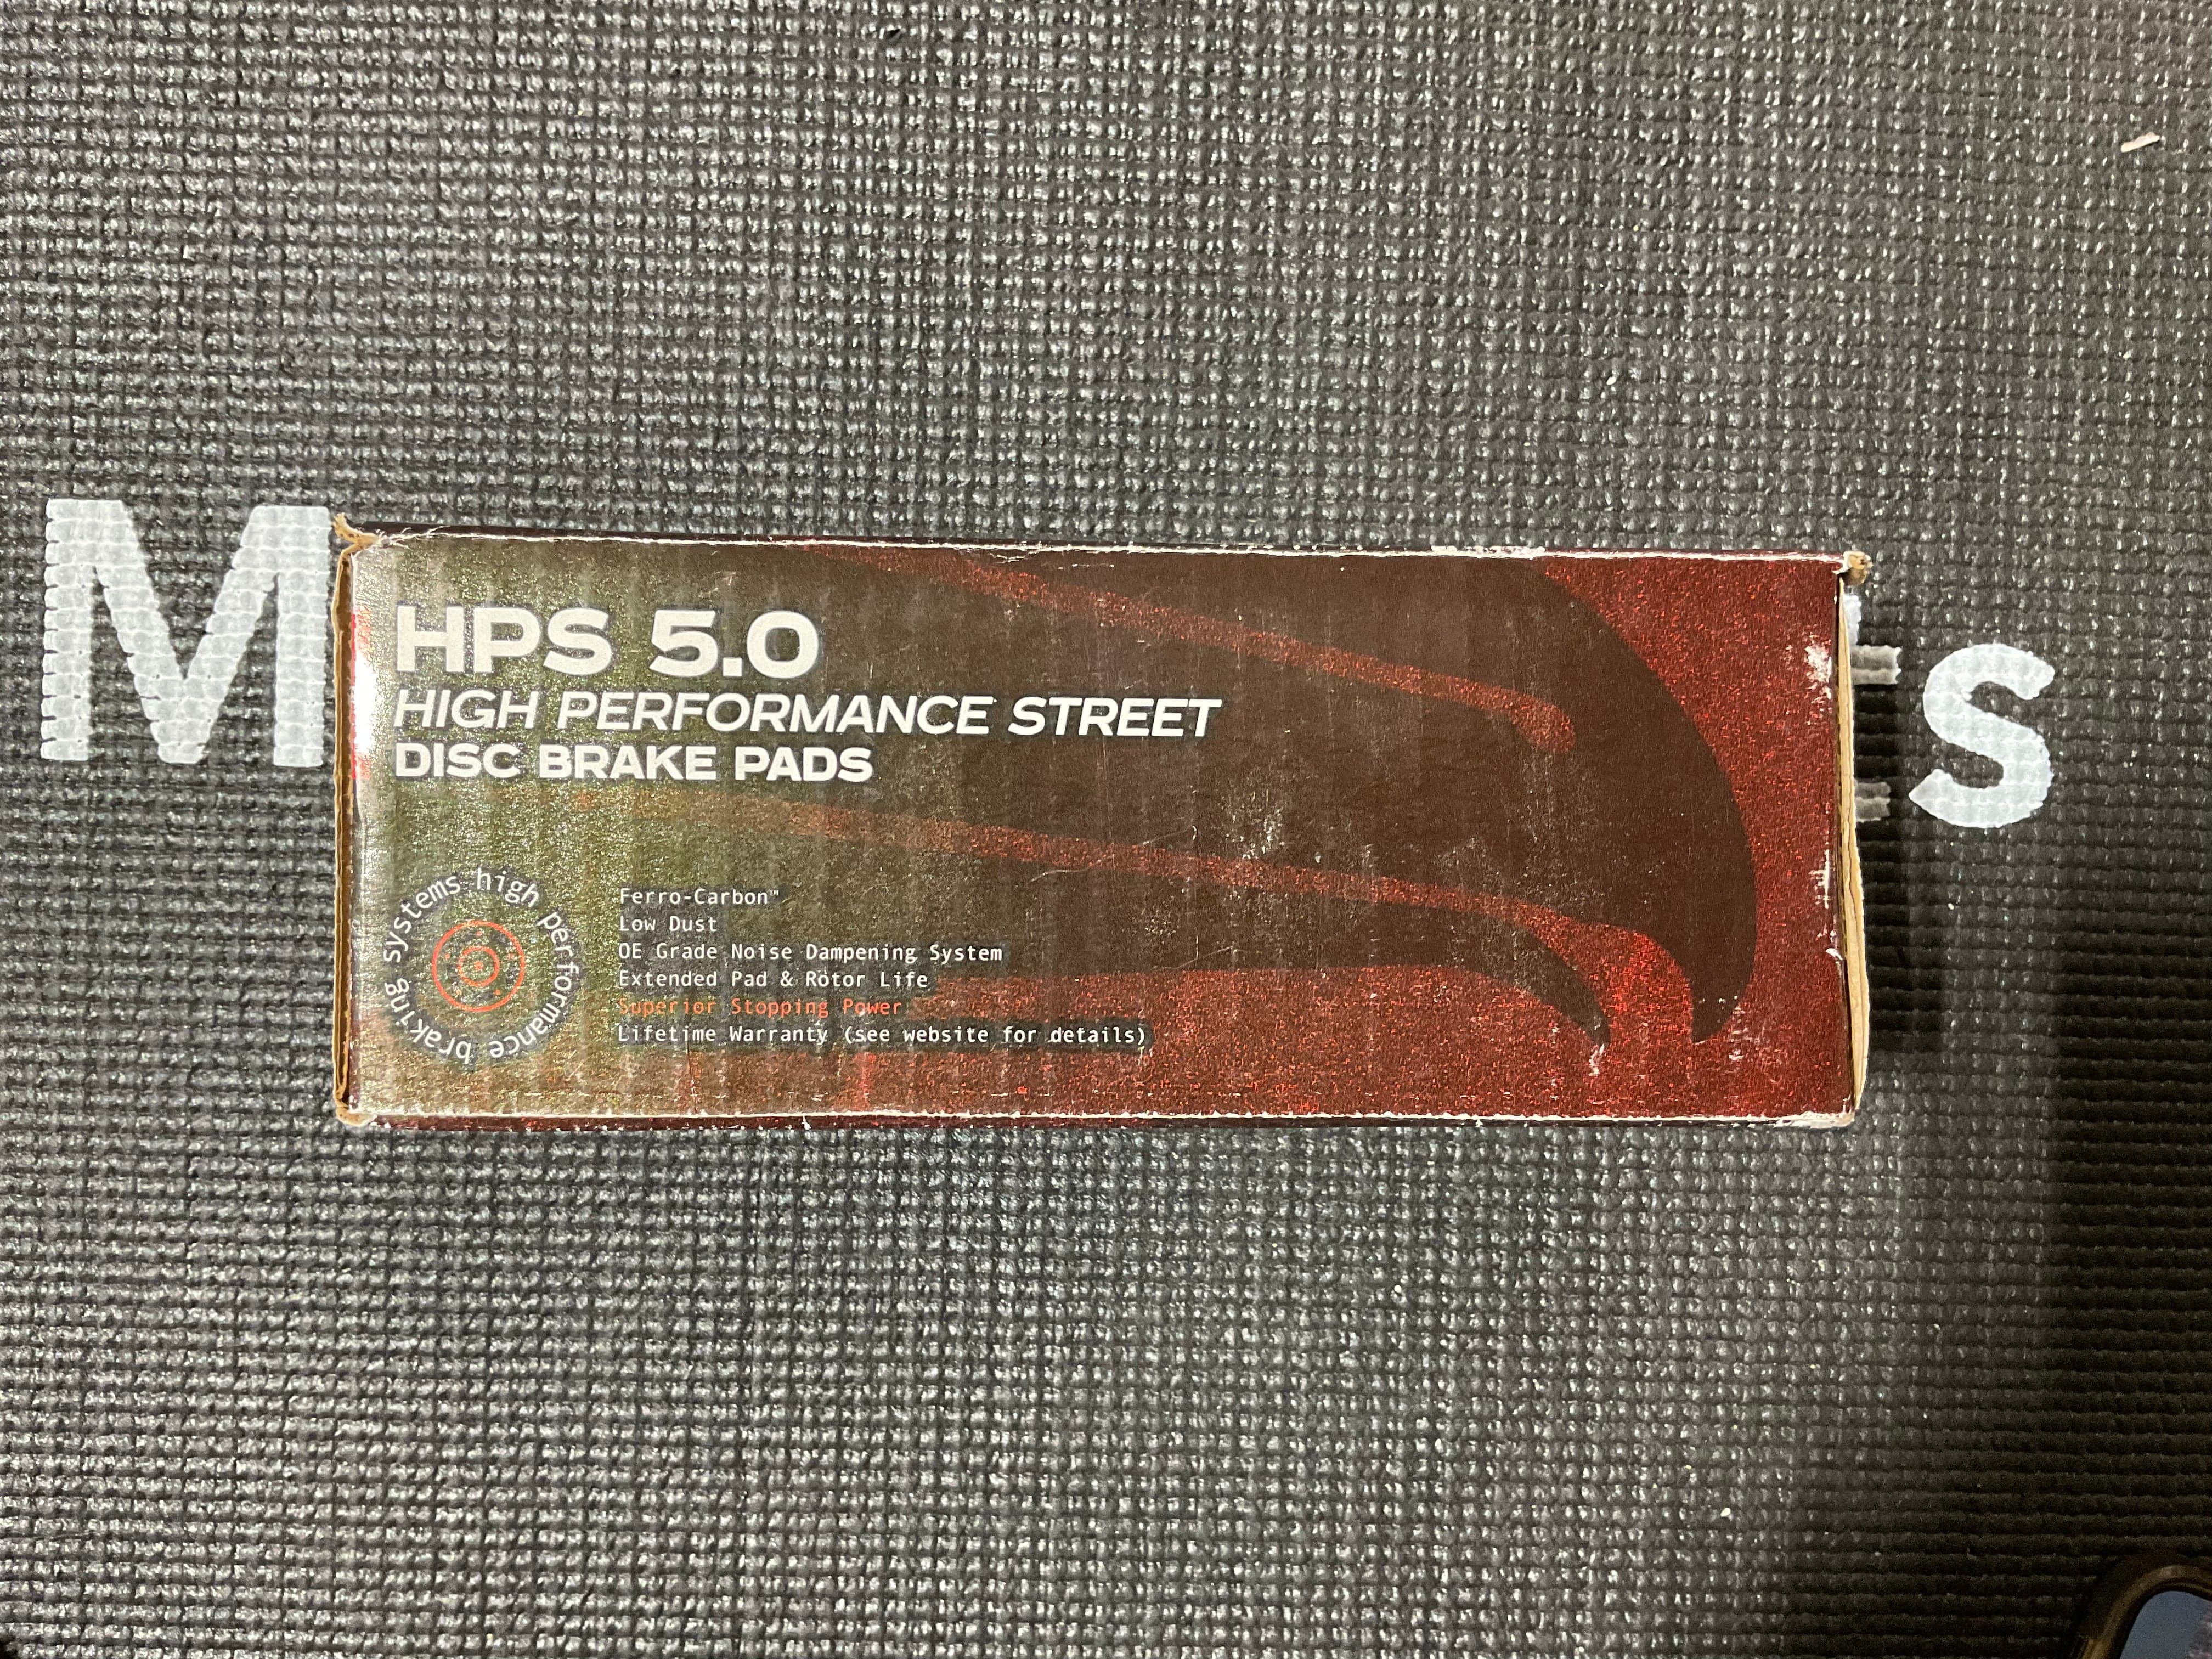 M
s
HPS 5.0
HIGH PERFORMANCE STREET
DISC BRAKE PADS
high performance braking systems
Ferro-Carbon™
Low Dust
OE Grade Noise Dampening System
Extended Pad & Rotor Life
Superior Stopping Power
Lifetime Warranty (see website for details)